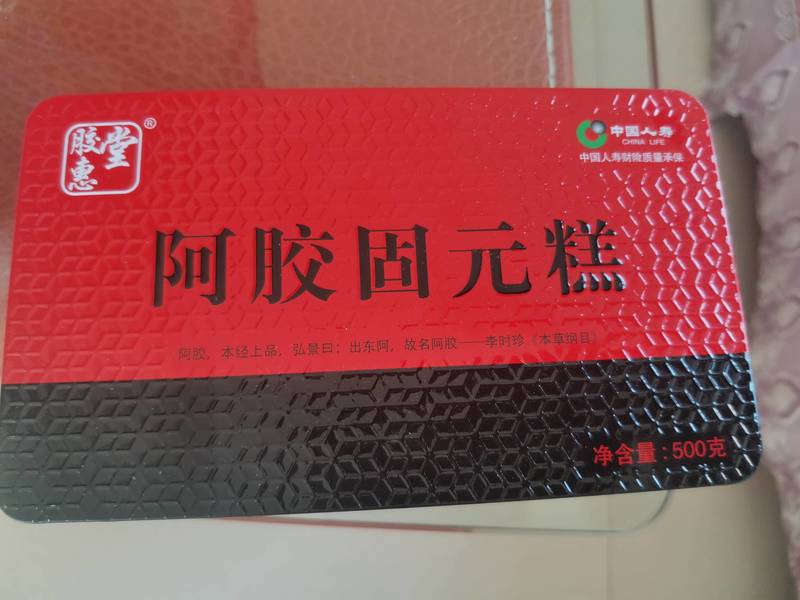 胶惠堂®
中国人寿
CHINA LIFE
中国人寿财险质量承保
阿胶固元糕
阿胶，本经上品，弘景曰：出东阿，故名阿胶——李时珍《本草纲目》
净含量：500克